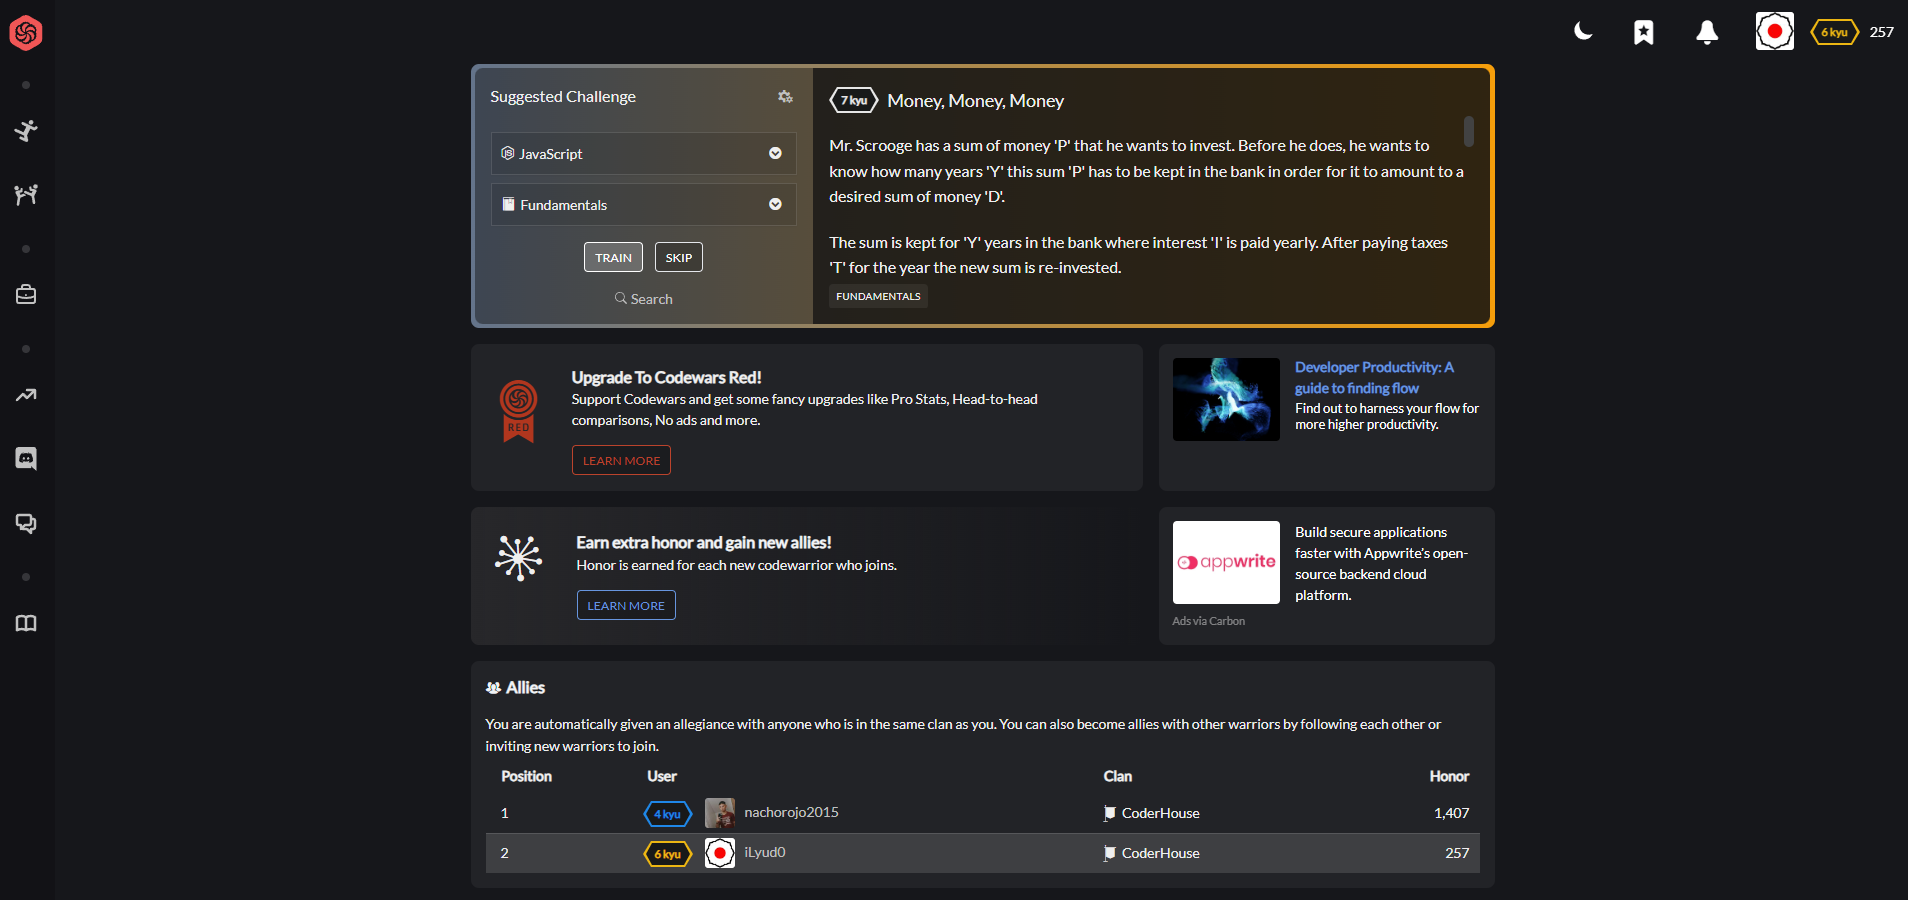 6 kyu
257
Suggested Challenge
JavaScript
Fundamentals
TRAIN
SKIP
Search
7 kyu
Money, Money, Money
Mr. Scrooge has a sum of money 'P' that he wants to invest. Before he does, he wants to
know how many years 'Y' this sum 'P' has to be kept in the bank in order for it to amount to a
desired sum of money 'D'.
The sum is kept for 'Y' years in the bank where interest 'I' is paid yearly. After paying taxes
'T' for the year the new sum is re-invested.
FUNDAMENTALS
RED
Upgrade To Codewars Red!
Support Codewars and get some fancy upgrades like Pro Stats, Head-to-head
comparisons, No ads and more.
LEARN MORE
Developer Productivity: A
guide to finding flow
Find out to harness your flow for
more higher productivity.
Earn extra honor and gain new allies!
Honor is earned for each new codewarrior who joins.
LEARN MORE
appwrite
Build secure applications
faster with Appwrite's open-
source backend cloud
platform.
Ads via Carbon
Allies
You are automatically given an allegiance with anyone who is in the same clan as you. You can also become allies with other warriors by following each other or
inviting new warriors to join.
Position User Clan Honor
1 4 kyu nachorojo2015 CoderHouse 1,407
2 6 kyu iLyud0 CoderHouse 257